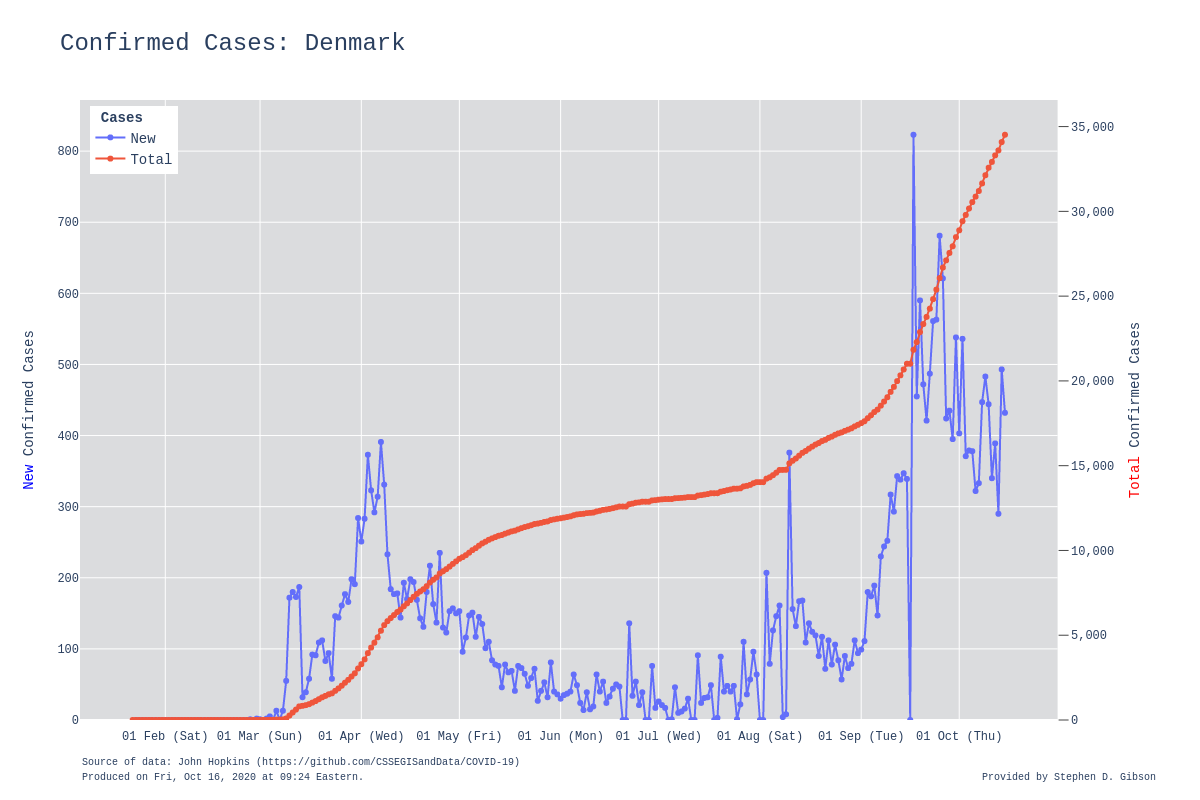 Confirmed Cases: Denmark
Cases
New
Total
800
700
600
500
400
300
200
100
0
New Confirmed Cases
35,000
30,000
25,000
20,000
15,000
10,000
5,000
0
Total Confirmed Cases
01 Feb (Sat) 01 Mar (Sun) 01 Apr (Wed) 01 May (Fri) 01 Jun (Mon) 01 Jul (Wed) 01 Aug (Sat) 01 Sep (Tue) 01 Oct (Thu)
Source of data: John Hopkins (https://github.com/CSSEGISandData/COVID-19)
Produced on Fri, Oct 16, 2020 at 09:24 Eastern.
Provided by Stephen D. Gibson